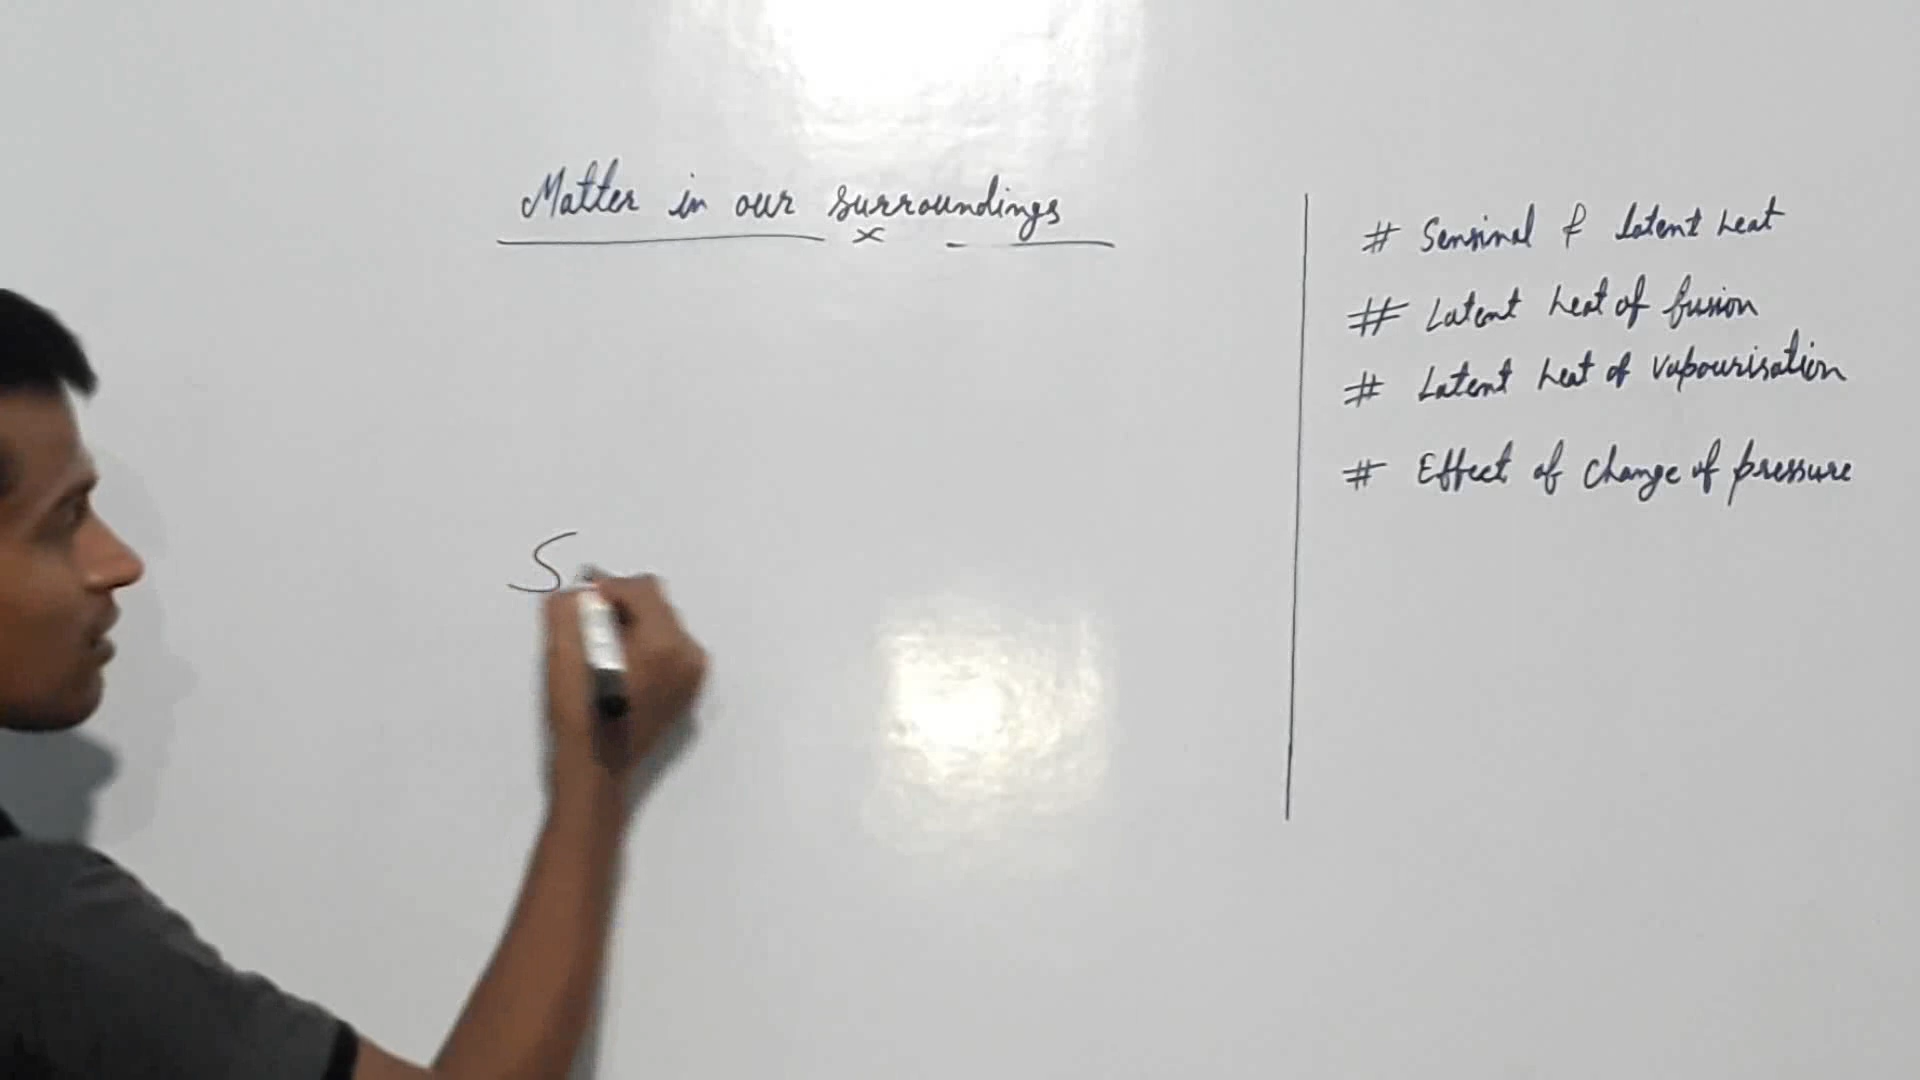 Matter in our surroundings
# Sensinal & latent heat
# Latent heat of fusion
# Latent heat of vapourisation
# Effect of change of pressure
S